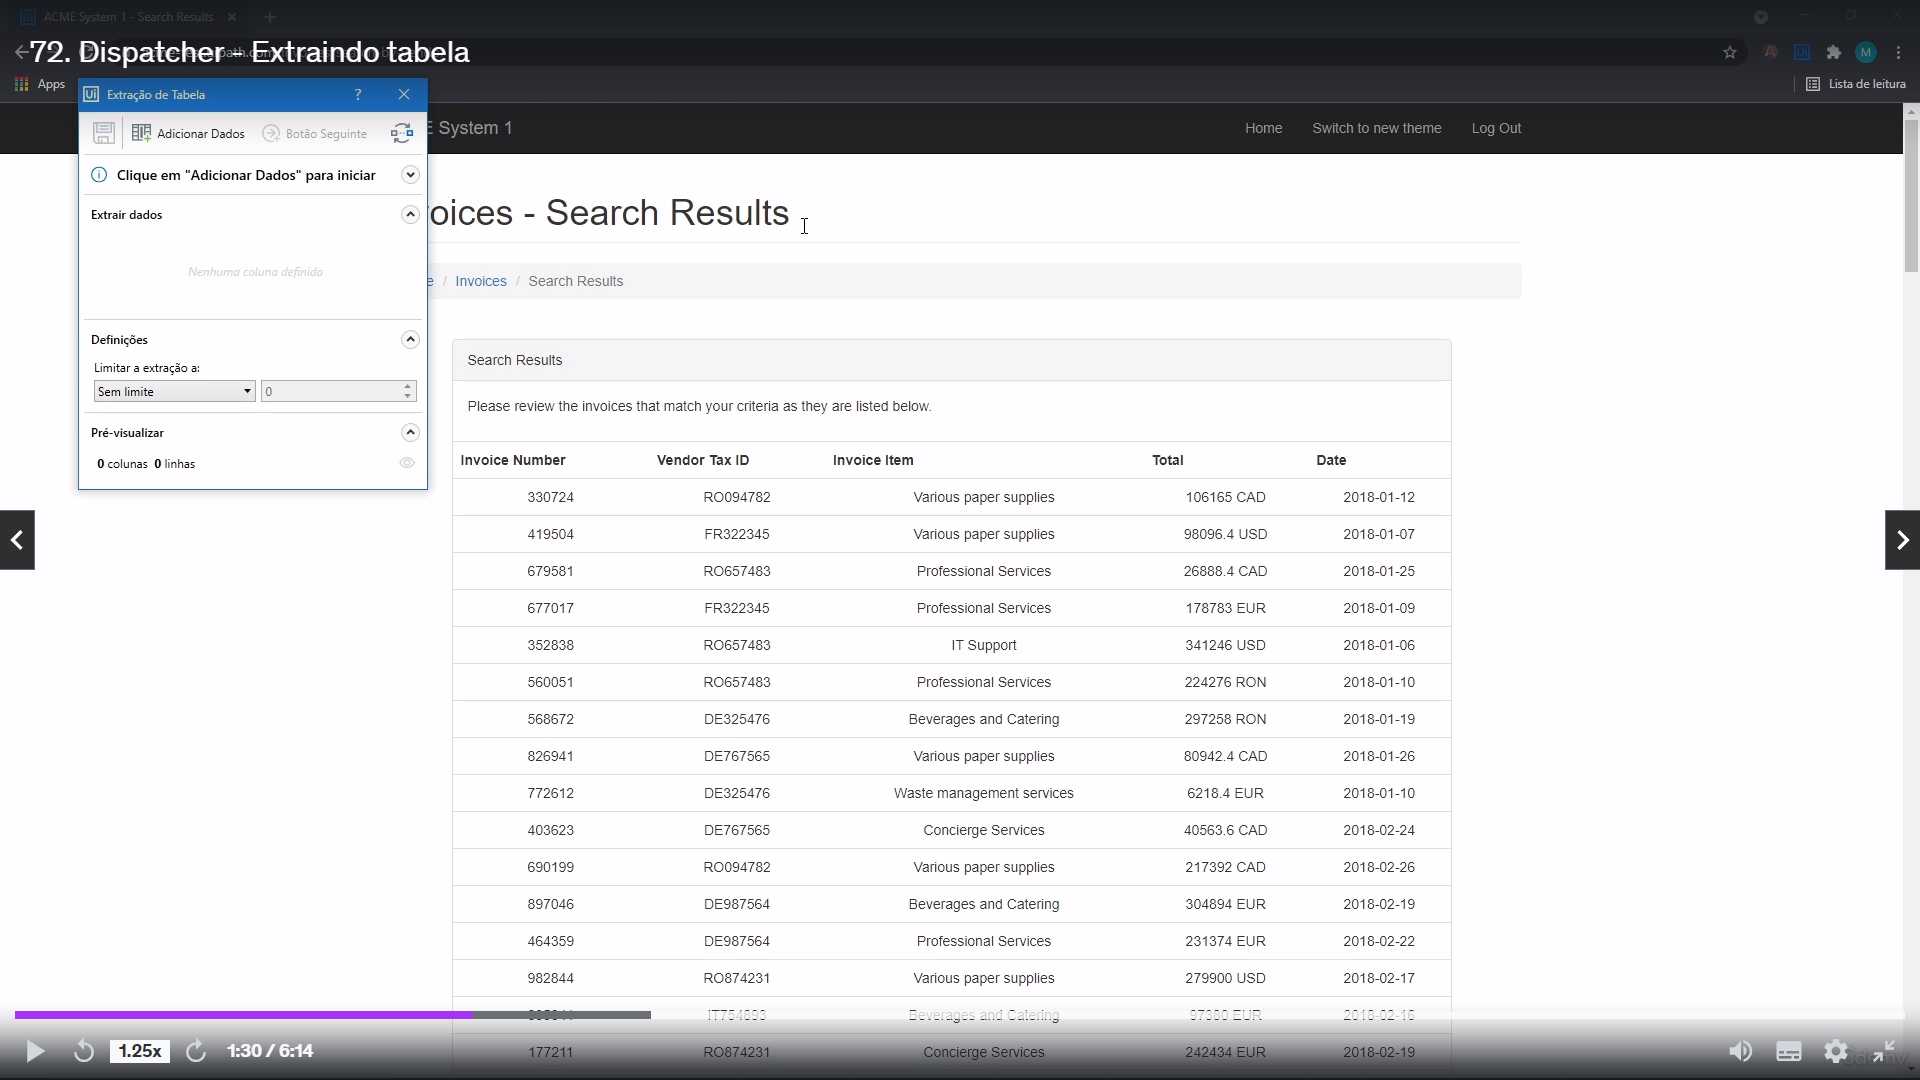 ACME System 1 - Search Results
72. Dispatcher - Extraindo tabela
Apps
Lista de leitura
Ui Extração de Tabela ?
Adicionar Dados Botão Seguinte
Clique em "Adicionar Dados" para iniciar
Extrair dados
Nenhuma coluna definida
Definições
Limitar a extração a:
Sem limite 0
Pré-visualizar
0 colunas 0 linhas
E System 1 Home Switch to new theme Log Out
oices - Search Results
e / Invoices / Search Results
Search Results
Please review the invoices that match your criteria as they are listed below.
Invoice Number Vendor Tax ID Invoice Item Total Date
330724 RO094782 Various paper supplies 106165 CAD 2018-01-12
419504 FR322345 Various paper supplies 98096.4 USD 2018-01-07
679581 RO657483 Professional Services 26888.4 CAD 2018-01-25
677017 FR322345 Professional Services 178783 EUR 2018-01-09
352838 RO657483 IT Support 341246 USD 2018-01-06
560051 RO657483 Professional Services 224276 RON 2018-01-10
568672 DE325476 Beverages and Catering 297258 RON 2018-01-19
826941 DE767565 Various paper supplies 80942.4 CAD 2018-01-26
772612 DE325476 Waste management services 6218.4 EUR 2018-01-10
403623 DE767565 Concierge Services 40563.6 CAD 2018-02-24
690199 RO094782 Various paper supplies 217392 CAD 2018-02-26
897046 DE987564 Beverages and Catering 304894 EUR 2018-02-19
464359 DE987564 Professional Services 231374 EUR 2018-02-22
982844 RO874231 Various paper supplies 279900 USD 2018-02-17
Beverages and Catering
177211 RO874231 Concierge Services 242434 EUR 2018-02-19
1.25x 1:30 / 6:14